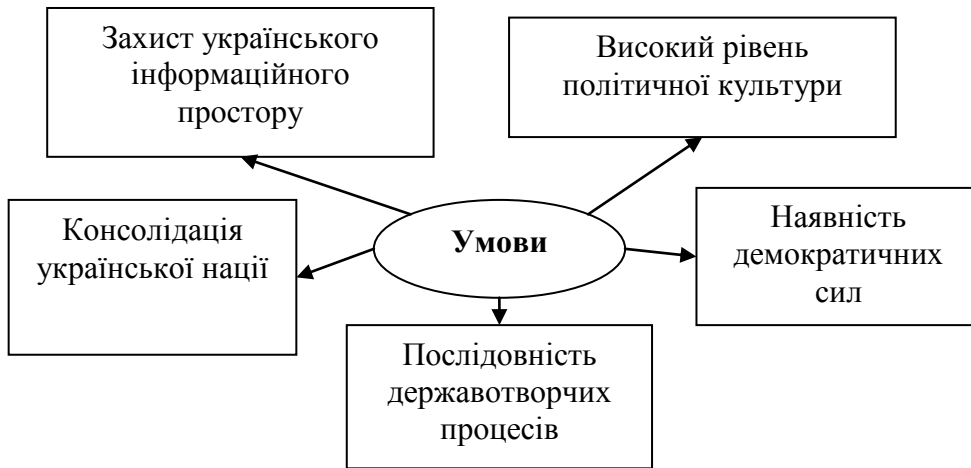 Захист українського
інформаційного
простору
Високий рівень
політичної культури
Консолідація
української нації
Умови
Наявність
демократичних
сил
Послідовність
державотворчих
процесів